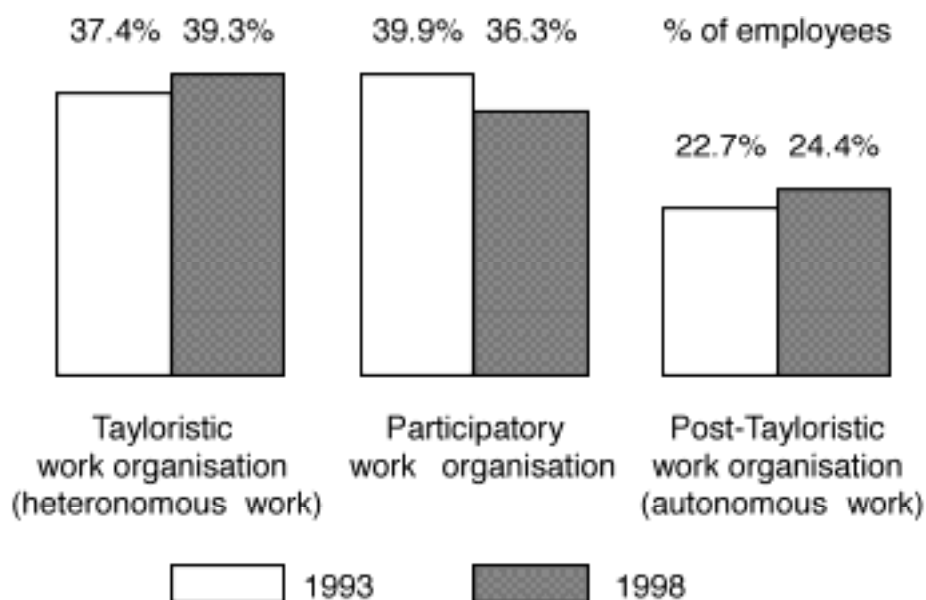 37.4% 39.3% 39.9% 36.3% % of employees
22.7% 24.4%
Tayloristic
work organisation
(heteronomous work)
Participatory
work organisation
Post-Tayloristic
work organisation
(autonomous work)
1993 1998